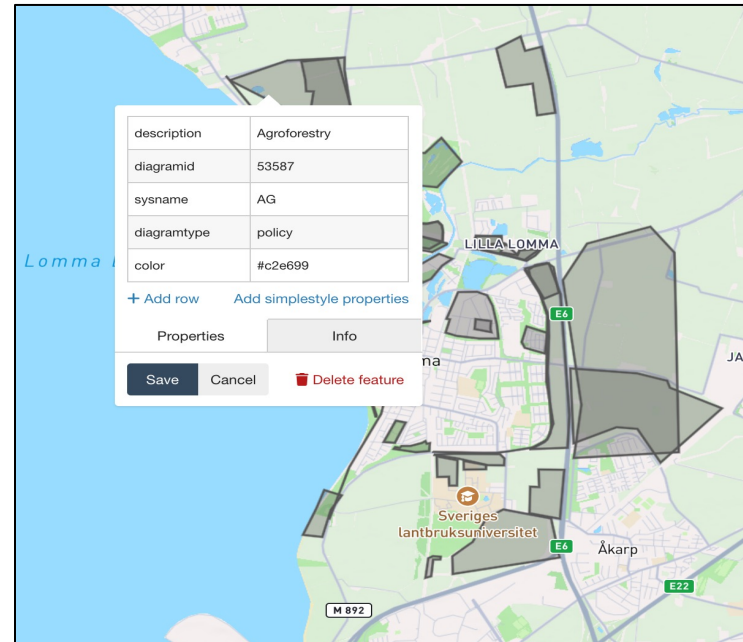 description Agroforestry
diagramid 53587
sysname AG
diagramtype policy
color #c2e699
+ Add row Add simplestyle properties
Properties Info
Save Cancel Delete feature
Lomma
LILLA LOMMA
E6
JA
ma
Sveriges
lantbruksuniversitet
E6
Åkarp
E22
M 892